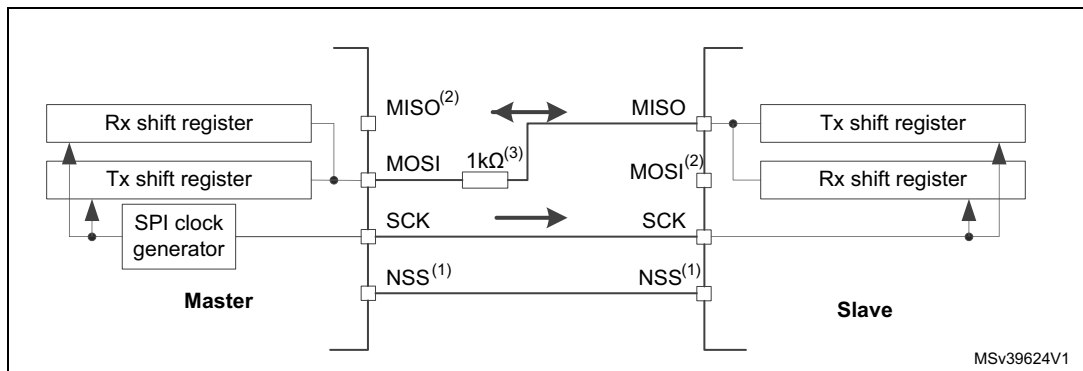 MISO(2)
MISO
Rx shift register
Tx shift register
MOSI
1kΩ(3)
MOSI(2)
Tx shift register
Rx shift register
SPI clock
generator
SCK
SCK
NSS(1)
NSS(1)
Master
Slave
MSv39624V1